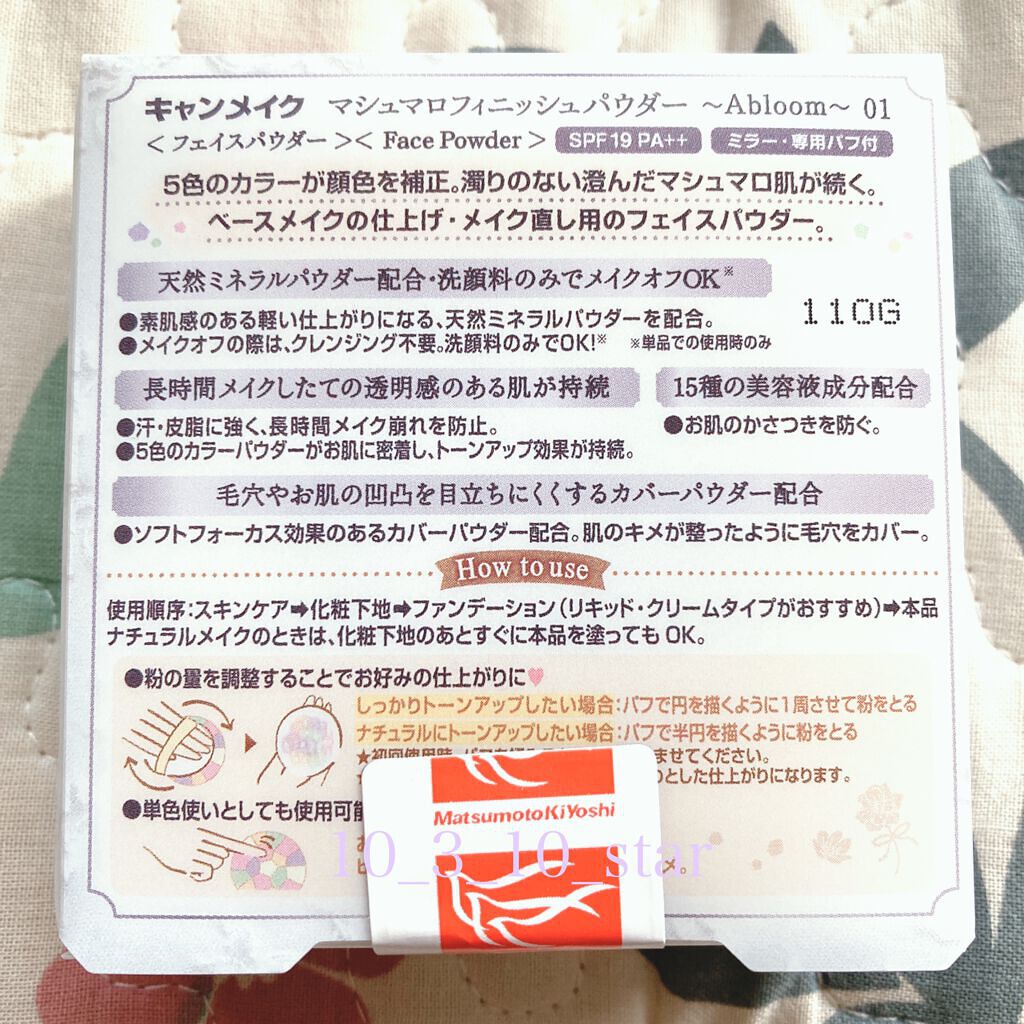 キャンメイク マシュマロフィニッシュパウダー ～Abloom～ 01
＜フェイスパウダー＞＜ Face Powder ＞ SPF19 PA++ ミラー・専用パフ付
5色のカラーが顔色を補正。濁りのない澄んだマシュマロ肌が続く。
ベースメイクの仕上げ・メイク直し用のフェイスパウダー。
天然ミネラルパウダー配合・洗顔料のみでメイクオフOK※
110G
●素肌感のある軽い仕上がりになる、天然ミネラルパウダーを配合。
●メイクオフの際は、クレンジング不要。洗顔料のみでOK!※ ※単品での使用時のみ
長時間メイクしたての透明感のある肌が持続 15種の美容液成分配合
●汗・皮脂に強く、長時間メイク崩れを防止。 ●お肌のかさつきを防ぐ。
●5色のカラーパウダーがお肌に密着し、トーンアップ効果が持続。
毛穴やお肌の凹凸を目立ちにくくするカバーパウダー配合
●ソフトフォーカス効果のあるカバーパウダー配合。肌のキメが整ったように毛穴をカバー。
How to use
使用順序:スキンケア➡化粧下地➡ファンデーション（リキッド・クリームタイプがおすすめ）➡本品
ナチュラルメイクのときは、化粧下地のあとすぐに本品を塗っても OK。
●粉の量を調整することでお好みの仕上がりに♥
しっかりトーンアップしたい場合:パフで円を描くように1周させて粉をとる
ナチュラルにトーンアップしたい場合:パフで半円を描くように粉をとる
★初回使用時、パフを ませてください。
りとした仕上がりになります。
●単色使いとしても使用可能
MatsumotoKiYoshi
10_3_10_star
メ。